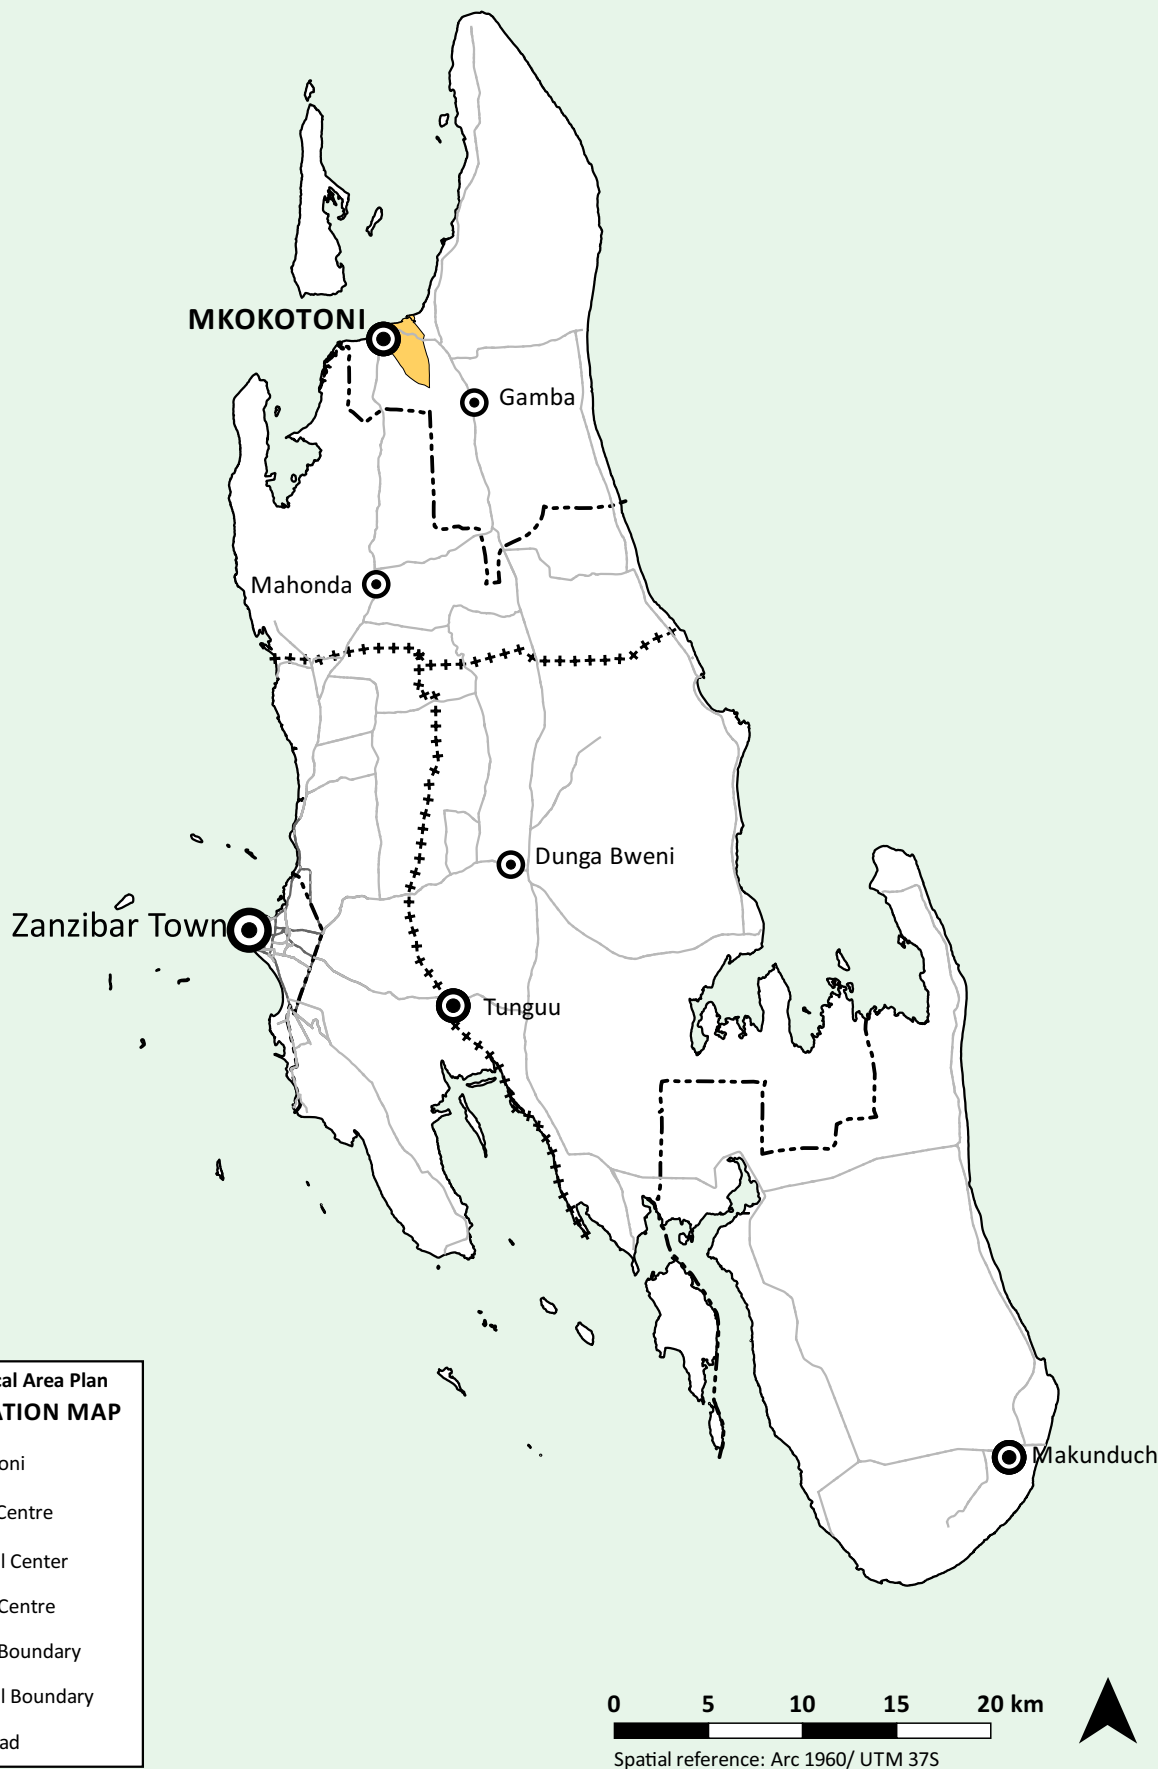 MKOKOTONI
Gamba
Mahonda
Dunga Bweni
Zanzibar Town
Tunguu
Makunduch
cal Area Plan
ATION MAP
oni
Centre
l Center
Centre
Boundary
l Boundary
ad
0 5 10 15 20 km
Spatial reference: Arc 1960/ UTM 37S